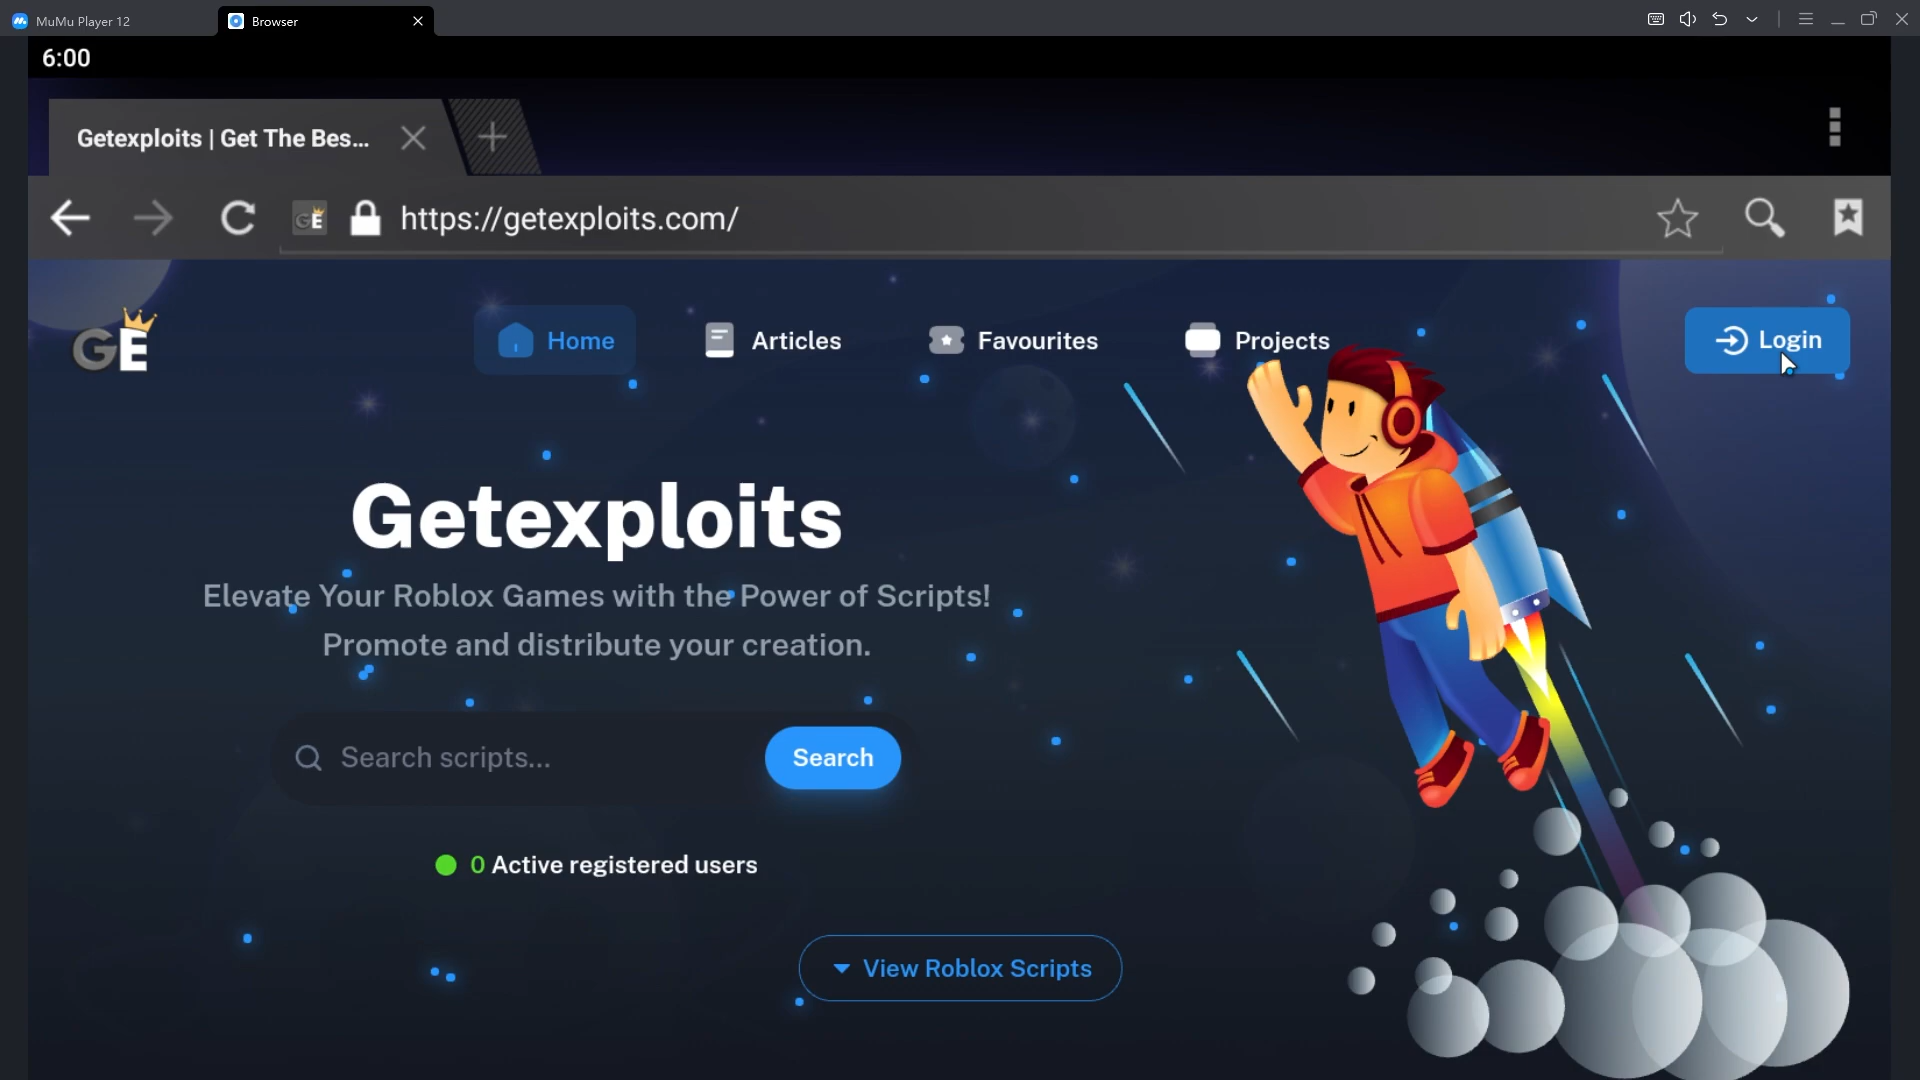 MuMu Player 12
Browser
6:00
Getexploits | Get The Bes...
https://getexploits.com/
GE
Home
Articles
Favourites
Projects
Login
Getexploits
Elevate Your Roblox Games with the Power of Scripts!
Promote and distribute your creation.
Search scripts...
Search
0 Active registered users
View Roblox Scripts